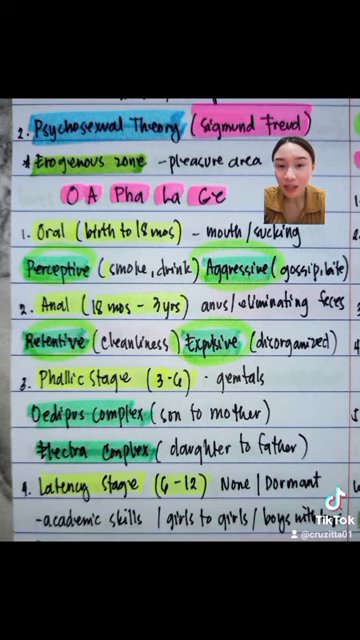 2. Psychosexual Theory (Sigmund Freud)
* Erogenous zone - pleasure area
O A Pha La Ge
1. Oral (birth to 18 mos) - mouth/sucking
Perceptive (smoke, drink) Aggressive (gossip, bite)
2. Anal (18 mos - 3 yrs) anus/eliminating feces
Retentive (cleanliness) Expulsive (disorganized)
3. Phallic Stage (3-6) - genitals
Oedipus Complex (son to mother)
Electra Complex (daughter to father)
4. Latency Stage (6-12) None/Dormant
-academic skills / girls to girls / boys with
TikTok
@cruzitta01